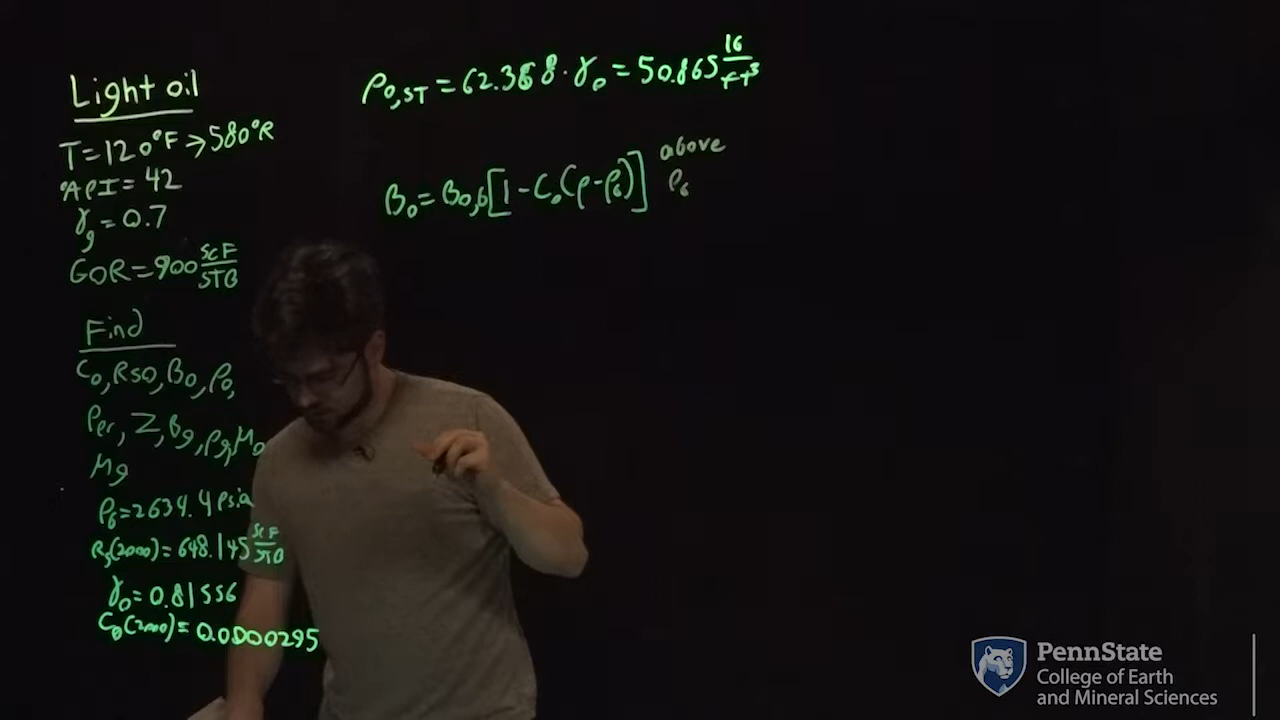 Light oil
T=120°F→580°R
°API=42
γg=0.7
GOR=900 SCF/STB
Find
Co, Rso, Bo, ρo,
Ppc, Z, Bg, ρg, μo
μg
Pb=2634.4 psia
Rs(2000)=648.145 SCF/STB
γo=0.81556
Co(2000)=0.0000295
ρo,ST=62.368·γo=50.865 lb/ft³
Bo=Bo,b[1-Co(p-pb)] above Pb
PennState
College of Earth
and Mineral Sciences